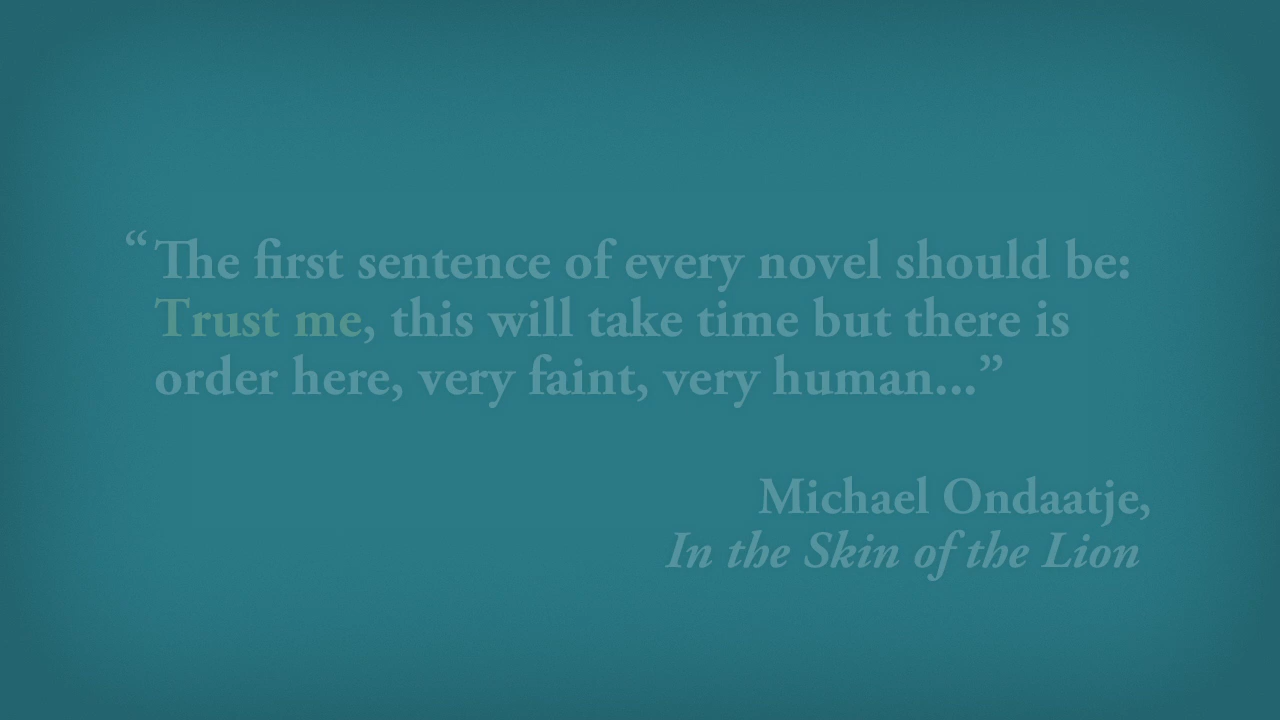 “The first sentence of every novel should be:
Trust me, this will take time but there is
order here, very faint, very human...”
Michael Ondaatje,
In the Skin of the Lion